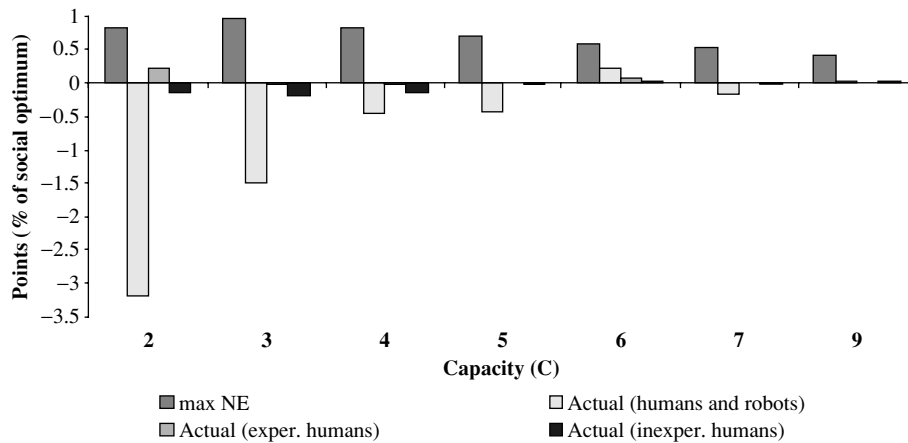 1
0.5
0
−0.5
−1
−1.5
−2
−2.5
−3
−3.5
Points (% of social optimum)
2 3 4 5 6 7 9
Capacity (C)
max NE
Actual (humans and robots)
Actual (exper. humans)
Actual (inexper. humans)